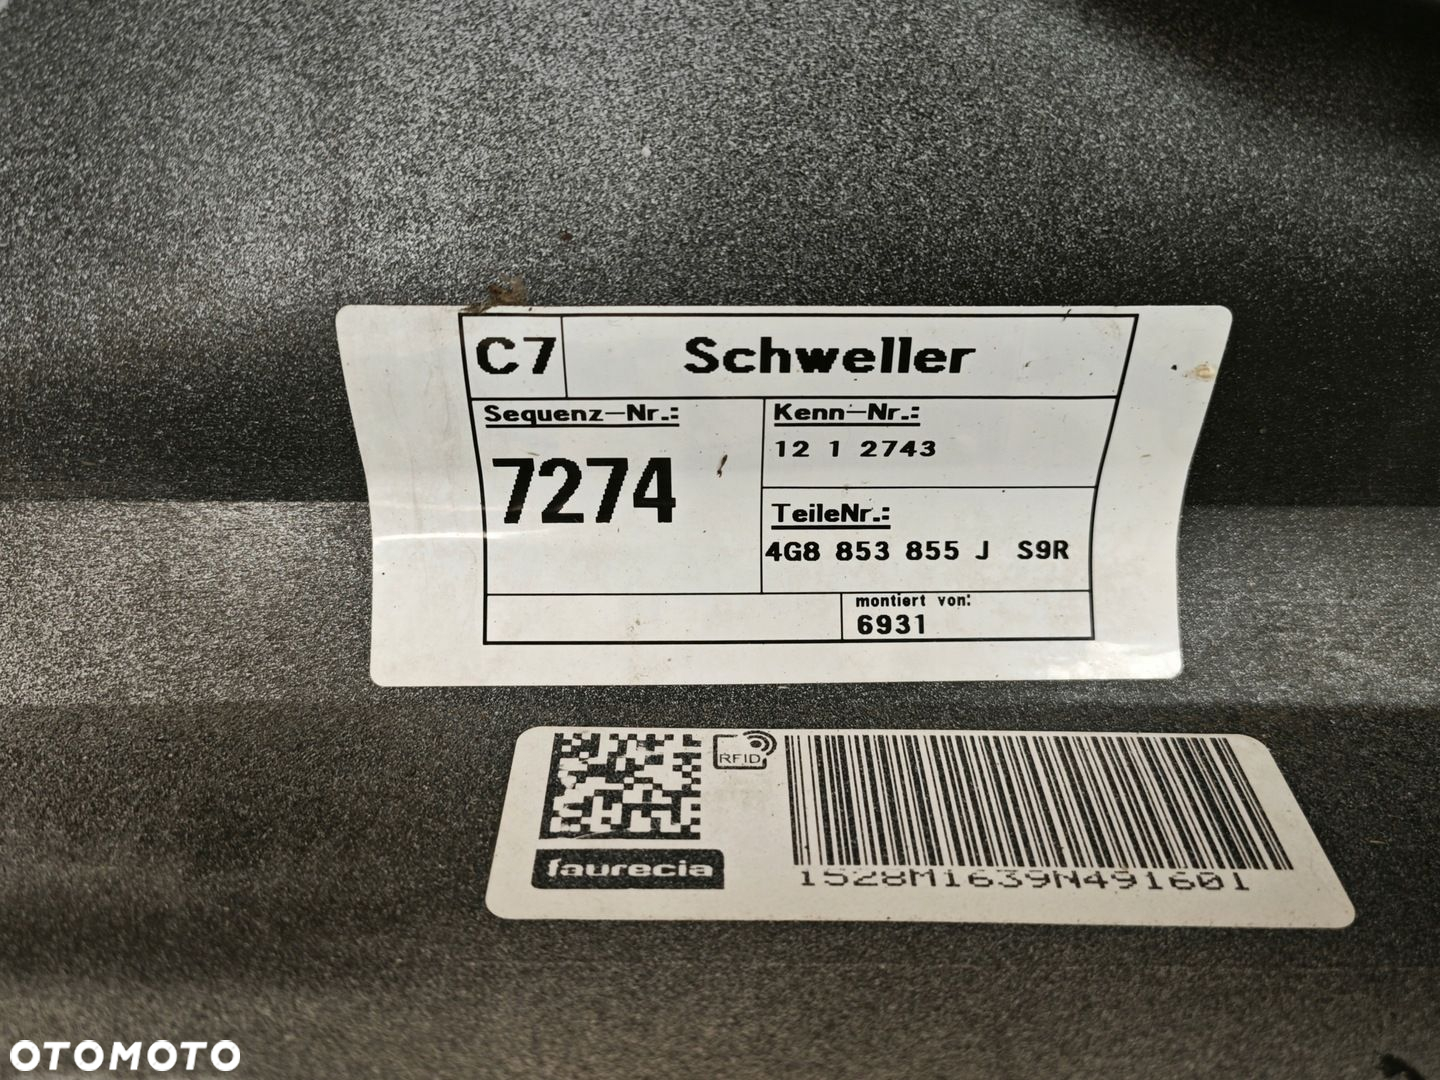 C7 Schweller
Sequenz-Nr.:
7274
Kenn-Nr.:
12 1 2743
TeileNr.:
4G8 853 855 J S9R
montiert von:
6931
RFID
faurecia
1528M1639N491601
OTOMOTO